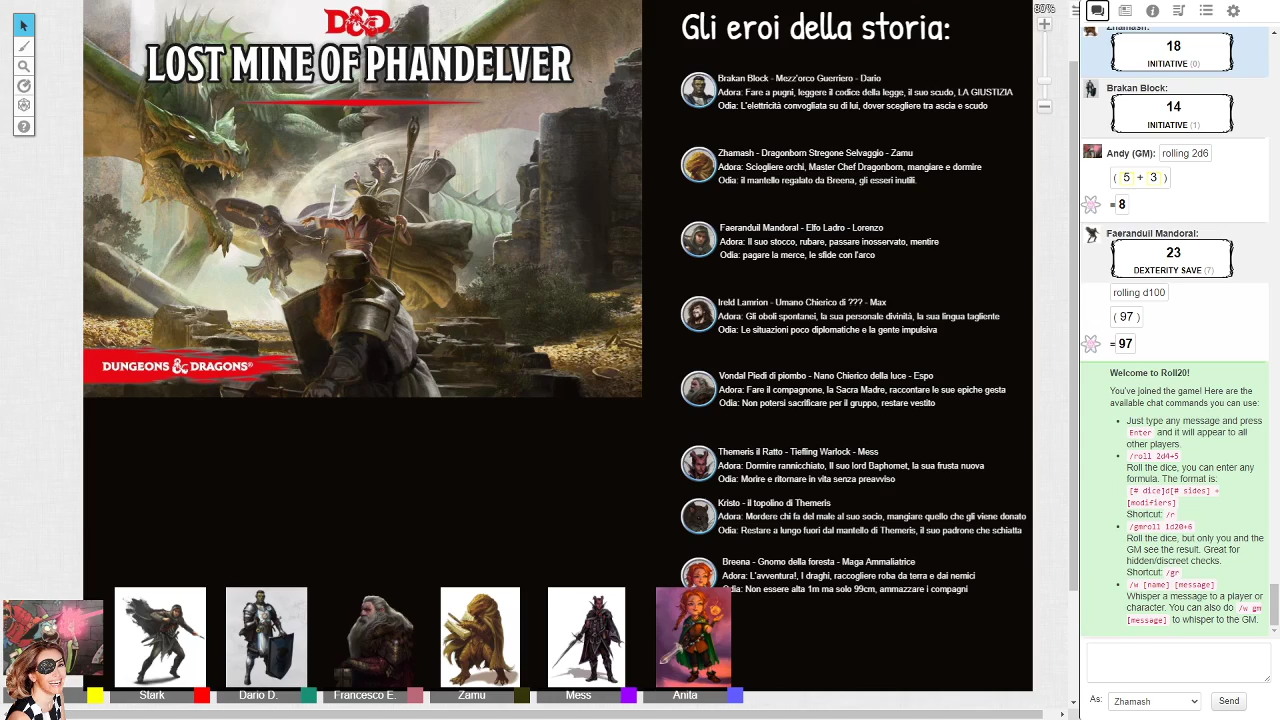 D&D
LOST MINE OF PHANDELVER
DUNGEONS & DRAGONS®
Gli eroi della storia:
Brakan Block - Mezz'orco Guerriero - Dario
Adora: Fare a pugni, leggere il codice della legge, il suo scudo, LA GIUSTIZIA
Odia: L'elettricità convogliata su di lui, dover scegliere tra ascia e scudo
Zhamash - Dragonborn Stregone Selvaggio - Zamu
Adora: Sciogliere orchi, Master Chef Dragonborn, mangiare e dormire
Odia: il mantello regalato da Breena, gli esseri inutili.
Faeranduil Mandoral - Elfo Ladro - Lorenzo
Adora: Il suo stocco, rubare, passare inosservato, mentire
Odia: pagare la merce, le sfide con l'arco
Ireld Lamrion - Umano Chierico di ??? - Max
Adora: Gli oboli spontanei, la sua personale divinità, la sua lingua tagliente
Odia: Le situazioni poco diplomatiche e la gente impulsiva
Vondal Piedi di piombo - Nano Chierico della luce - Espo
Adora: Fare il compagnone, la Sacra Madre, raccontare le sue epiche gesta
Odia: Non potersi sacrificare per il gruppo, restare vestito
Themeris il Ratto - Tiefling Warlock - Mess
Adora: Dormire rannicchiato, Il suo lord Baphomet, la sua frusta nuova
Odia: Morire e ritornare in vita senza preavviso
Kristo - il topolino di Themeris
Adora: Mordere chi fa del male al suo socio, mangiare quello che gli viene donato
Odia: Restare a lungo fuori dal mantello di Themeris, il suo padrone che schiatta
Breena - Gnomo della foresta - Maga Ammaliatrice
Adora: L'avventura!, I draghi, raccogliere roba da terra e dai nemici
Odia: Non essere alta 1m ma solo 99cm, ammazzare i compagni
Stark
Dario D.
Francesco E.
Zamu
Mess
Anita
80%
Zhamash:
18
INITIATIVE (0)
Brakan Block:
14
INITIATIVE (1)
Andy (GM): rolling 2d6
( 5 + 3 )
= 8
Faeranduil Mandoral:
23
DEXTERITY SAVE (7)
rolling d100
( 97 )
= 97
Welcome to Roll20!
You've joined the game! Here are the
available chat commands you can use:
• Just type any message and press
Enter and it will appear to all
other players.
• /roll 2d4+5
Roll the dice, you can enter any
formula. The format is:
[# dice]d[# sides] +
[modifiers]
Shortcut: /r
• /gmroll 1d20+6
Roll the dice, but only you and the
GM see the result. Great for
hidden/discreet checks.
Shortcut: /gr
• /w [name] [message]
Whisper a message to a player or
character. You can also do /w gm
[message] to whisper to the GM.
As:
Zhamash
Send